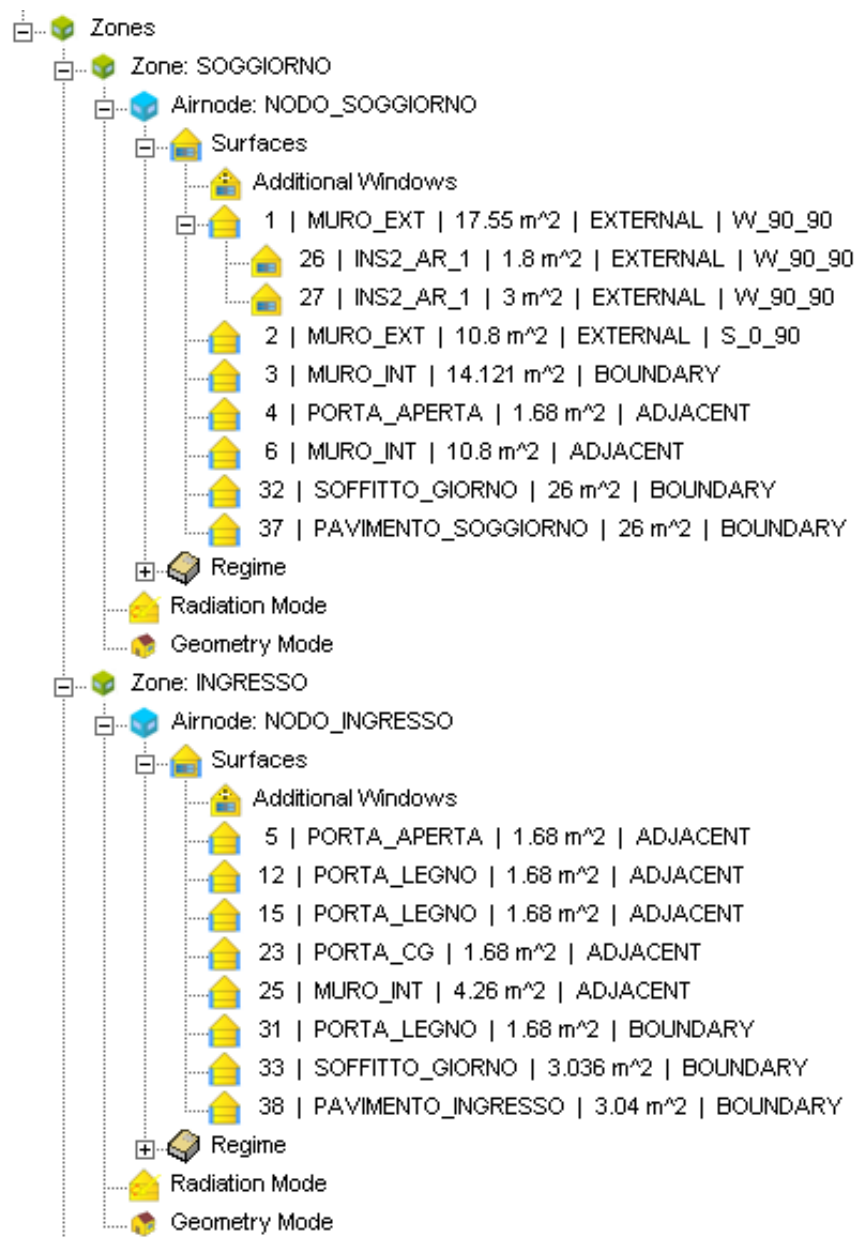 Zones
Zone: SOGGIORNO
Airnode: NODO_SOGGIORNO
Surfaces
Additional Windows
1 | MURO_EXT | 17.55 m^2 | EXTERNAL | W_90_90
26 | INS2_AR_1 | 1.8 m^2 | EXTERNAL | W_90_90
27 | INS2_AR_1 | 3 m^2 | EXTERNAL | W_90_90
2 | MURO_EXT | 10.8 m^2 | EXTERNAL | S_0_90
3 | MURO_INT | 14.121 m^2 | BOUNDARY
4 | PORTA_APERTA | 1.68 m^2 | ADJACENT
6 | MURO_INT | 10.8 m^2 | ADJACENT
32 | SOFFITTO_GIORNO | 26 m^2 | BOUNDARY
37 | PAVIMENTO_SOGGIORNO | 26 m^2 | BOUNDARY
Regime
Radiation Mode
Geometry Mode
Zone: INGRESSO
Airnode: NODO_INGRESSO
Surfaces
Additional Windows
5 | PORTA_APERTA | 1.68 m^2 | ADJACENT
12 | PORTA_LEGNO | 1.68 m^2 | ADJACENT
15 | PORTA_LEGNO | 1.68 m^2 | ADJACENT
23 | PORTA_CG | 1.68 m^2 | ADJACENT
25 | MURO_INT | 4.26 m^2 | ADJACENT
31 | PORTA_LEGNO | 1.68 m^2 | BOUNDARY
33 | SOFFITTO_GIORNO | 3.036 m^2 | BOUNDARY
38 | PAVIMENTO_INGRESSO | 3.04 m^2 | BOUNDARY
Regime
Radiation Mode
Geometry Mode